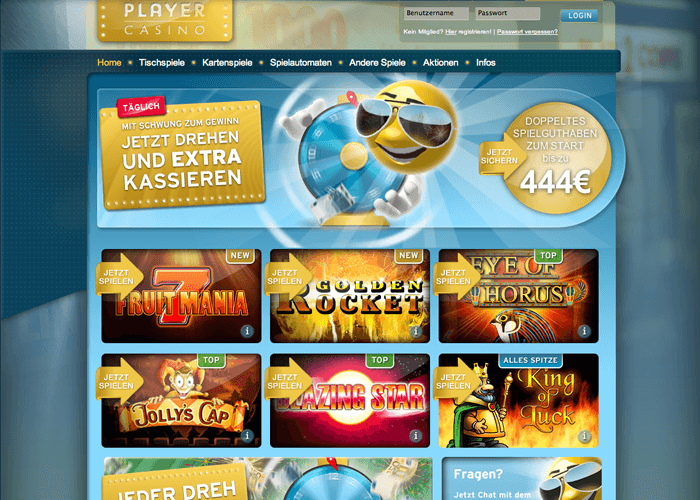 PLAYER
CASINO
Benutzername
Passwort
LOGIN
Kein Mitglied? Hier registrieren! | Passwort vergessen?
Home
Tischspiele
Kartenspiele
Spielautomaten
Andere Spiele
Aktionen
Infos
TÄGLICH
MIT SCHWUNG ZUM GEWINN
JETZT DREHEN
UND EXTRA
KASSIEREN
JETZT
SICHERN
DOPPELTES
SPIELGUTHABEN
ZUM START
bis zu
444€
JETZT
SPIELEN
NEW
7
FRUIT MANIA
i
JETZT
SPIELEN
NEW
GOLDEN
ROCKET
i
JETZT
SPIELEN
TOP
EYE OF
HORUS
i
JETZT
SPIELEN
TOP
JOLLY'S CAP
i
JETZT
SPIELEN
TOP
BLAZING STAR
i
JETZT
SPIELEN
ALLES SPITZE
King
of
Luck
i
JEDER DREH
12
Fragen?
Jetzt Chat mit dem